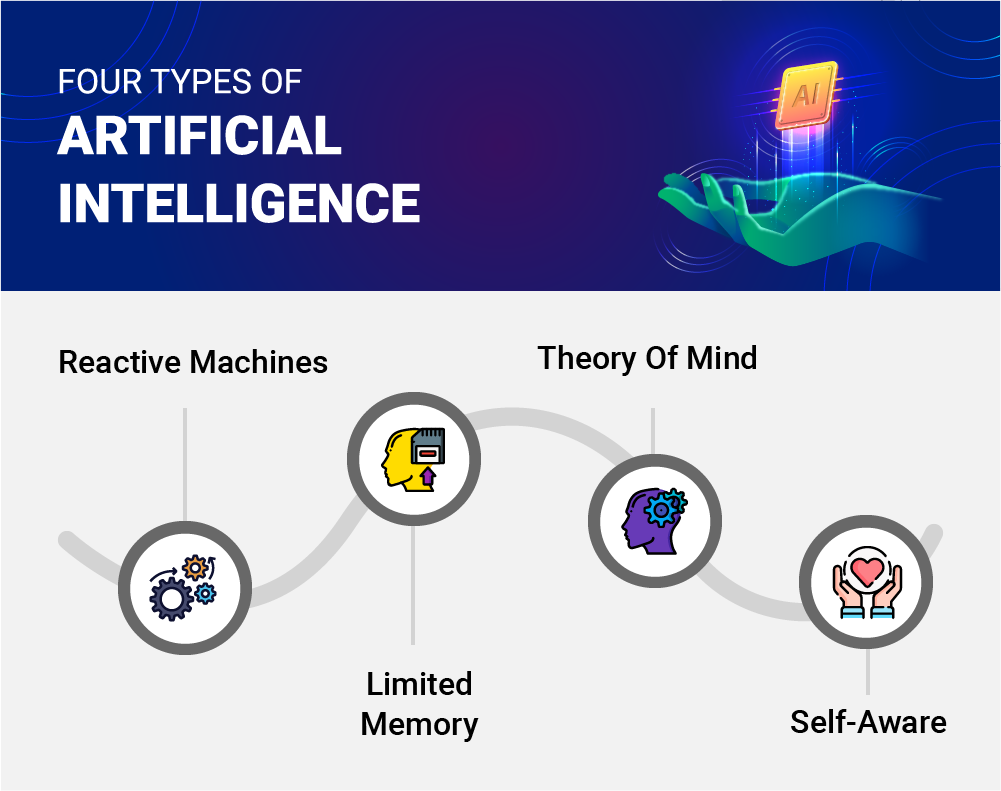 FOUR TYPES OF
ARTIFICIAL
INTELLIGENCE
AI
Reactive Machines
Theory Of Mind
Limited
Memory
Self-Aware